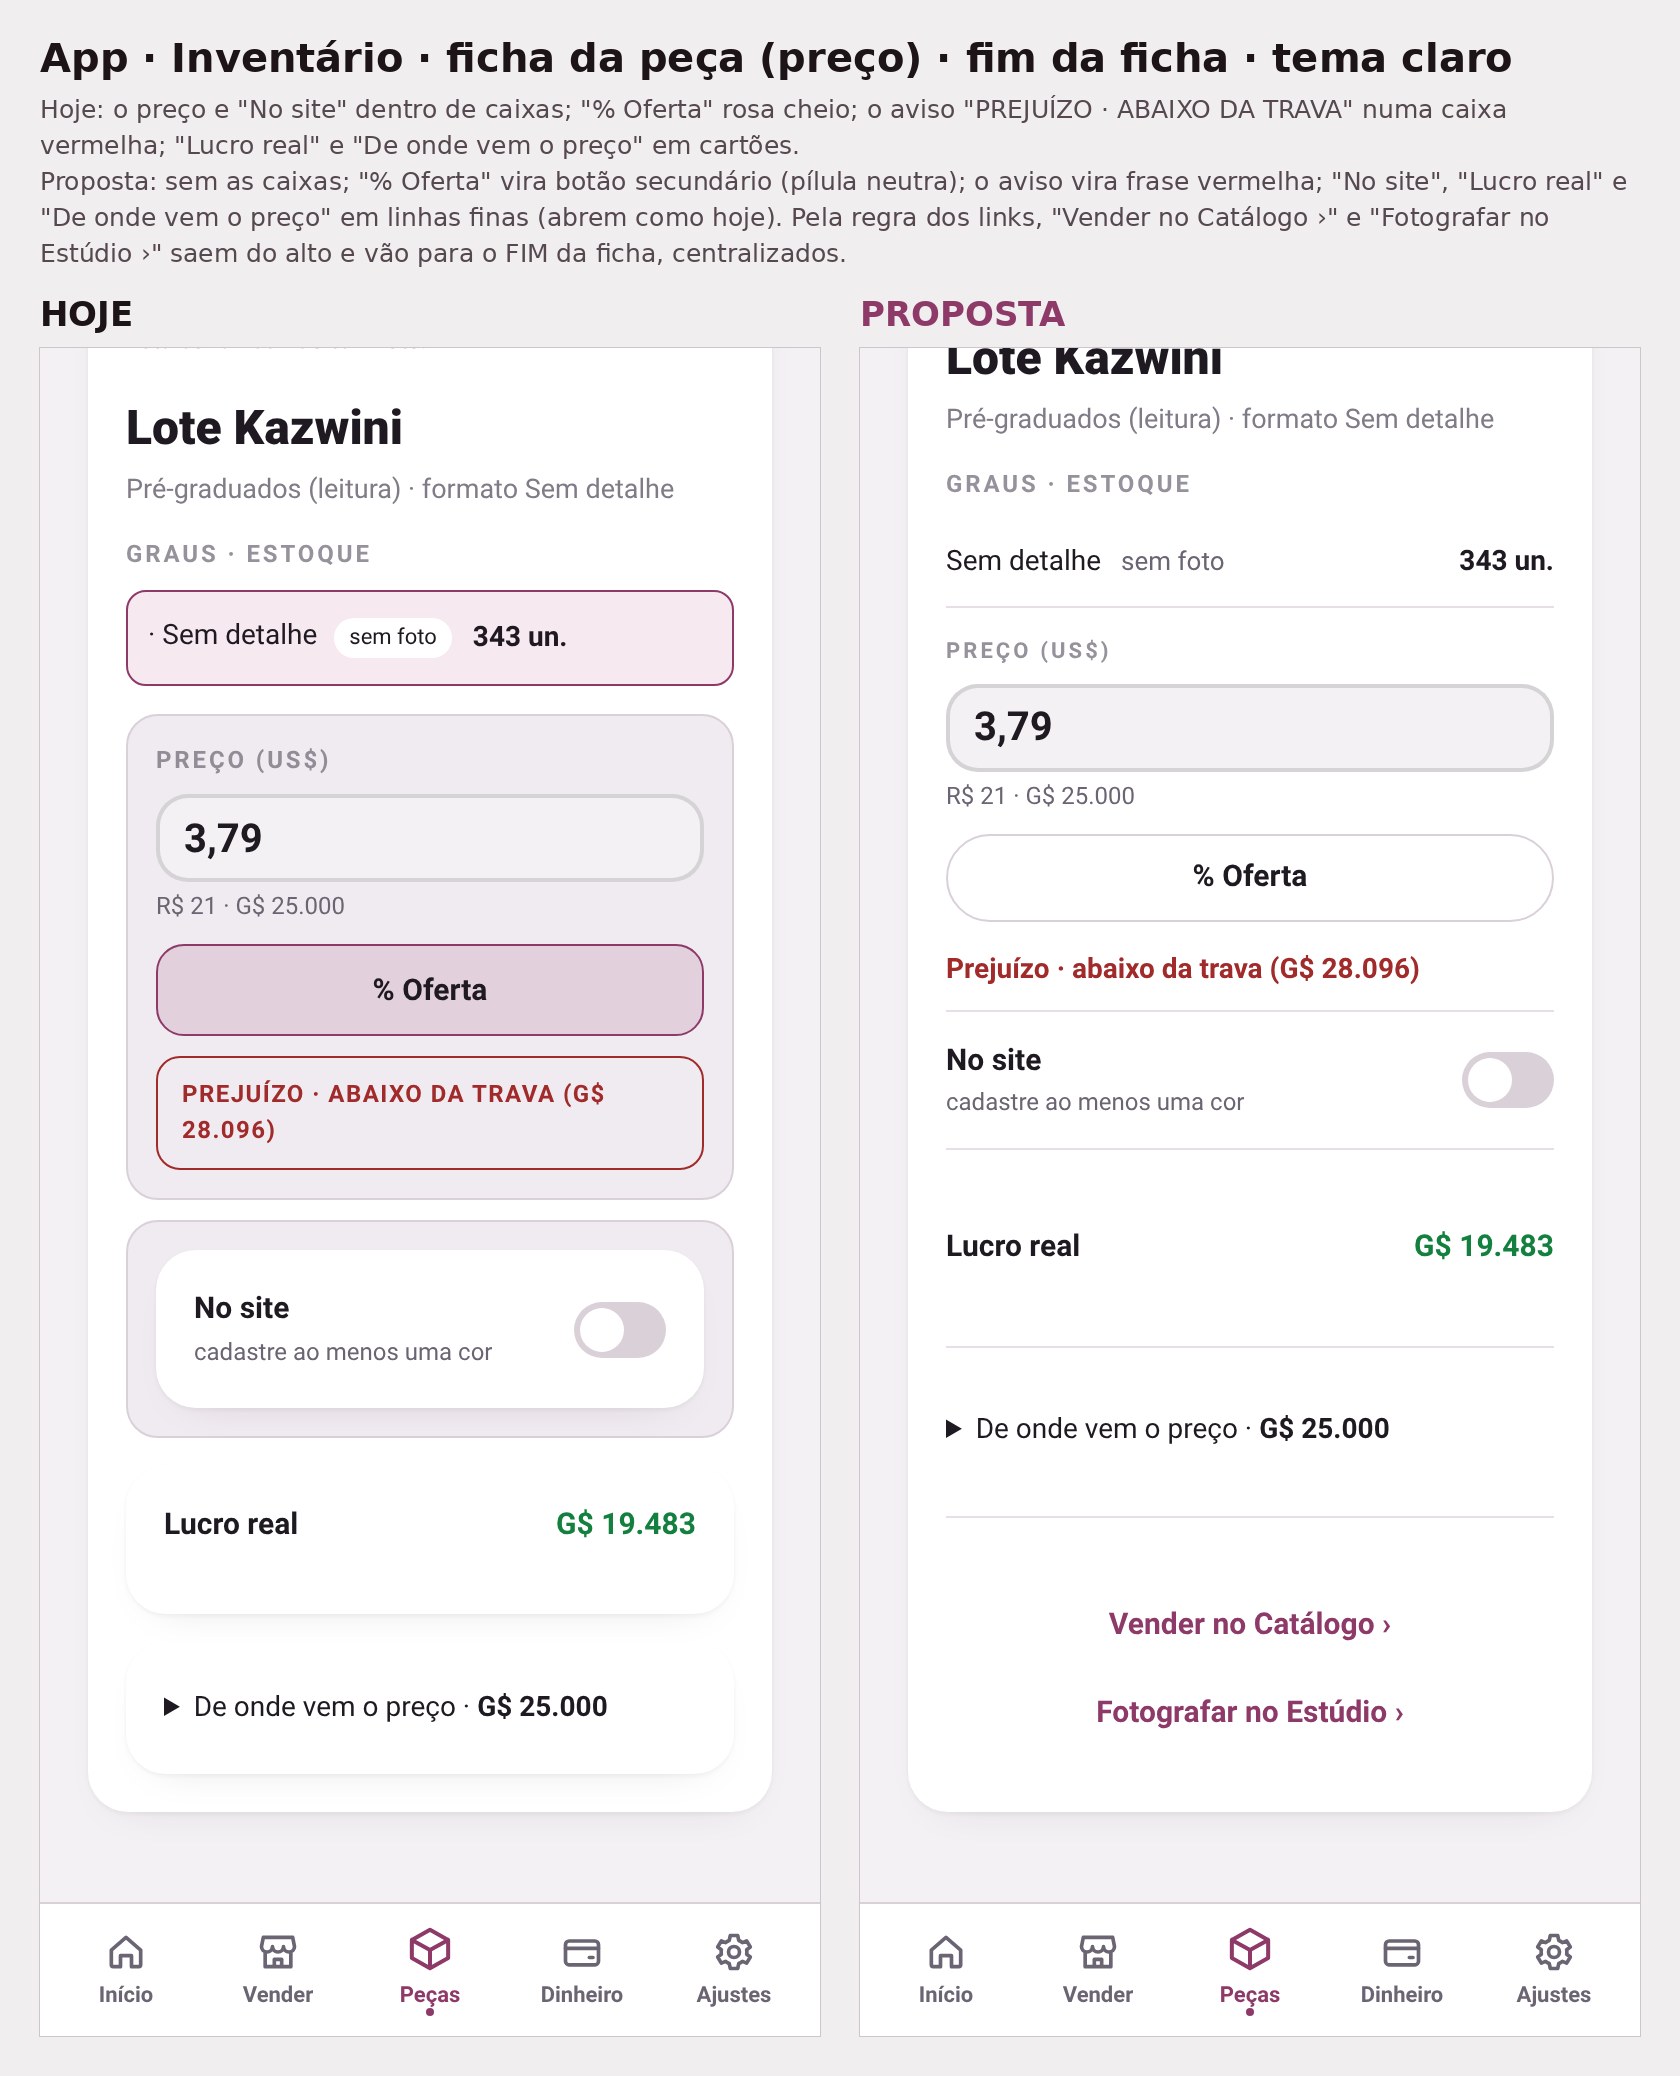 App · Inventário · ficha da peça (preço) · fim da ficha · tema claro
Hoje: o preço e "No site" dentro de caixas; "% Oferta" rosa cheio; o aviso "PREJUÍZO · ABAIXO DA TRAVA" numa caixa
vermelha; "Lucro real" e "De onde vem o preço" em cartões.
Proposta: sem as caixas; "% Oferta" vira botão secundário (pílula neutra); o aviso vira frase vermelha; "No site", "Lucro real" e
"De onde vem o preço" em linhas finas (abrem como hoje). Pela regra dos links, "Vender no Catálogo ›" e "Fotografar no
Estúdio ›" saem do alto e vão para o FIM da ficha, centralizados.
HOJE
Lote Kazwini
Pré-graduados (leitura) · formato Sem detalhe
GRAUS · ESTOQUE
· Sem detalhe sem foto 343 un.
PREÇO (US$)
3,79
R$ 21 · G$ 25.000
% Oferta
PREJUÍZO · ABAIXO DA TRAVA (G$
28.096)
No site
cadastre ao menos uma cor
Lucro real G$ 19.483
▶ De onde vem o preço · G$ 25.000
Início Vender Peças Dinheiro Ajustes
PROPOSTA
Lote Kazwini
Pré-graduados (leitura) · formato Sem detalhe
GRAUS · ESTOQUE
Sem detalhe sem foto 343 un.
PREÇO (US$)
3,79
R$ 21 · G$ 25.000
% Oferta
Prejuízo · abaixo da trava (G$ 28.096)
No site
cadastre ao menos uma cor
Lucro real G$ 19.483
▶ De onde vem o preço · G$ 25.000
Vender no Catálogo ›
Fotografar no Estúdio ›
Início Vender Peças Dinheiro Ajustes